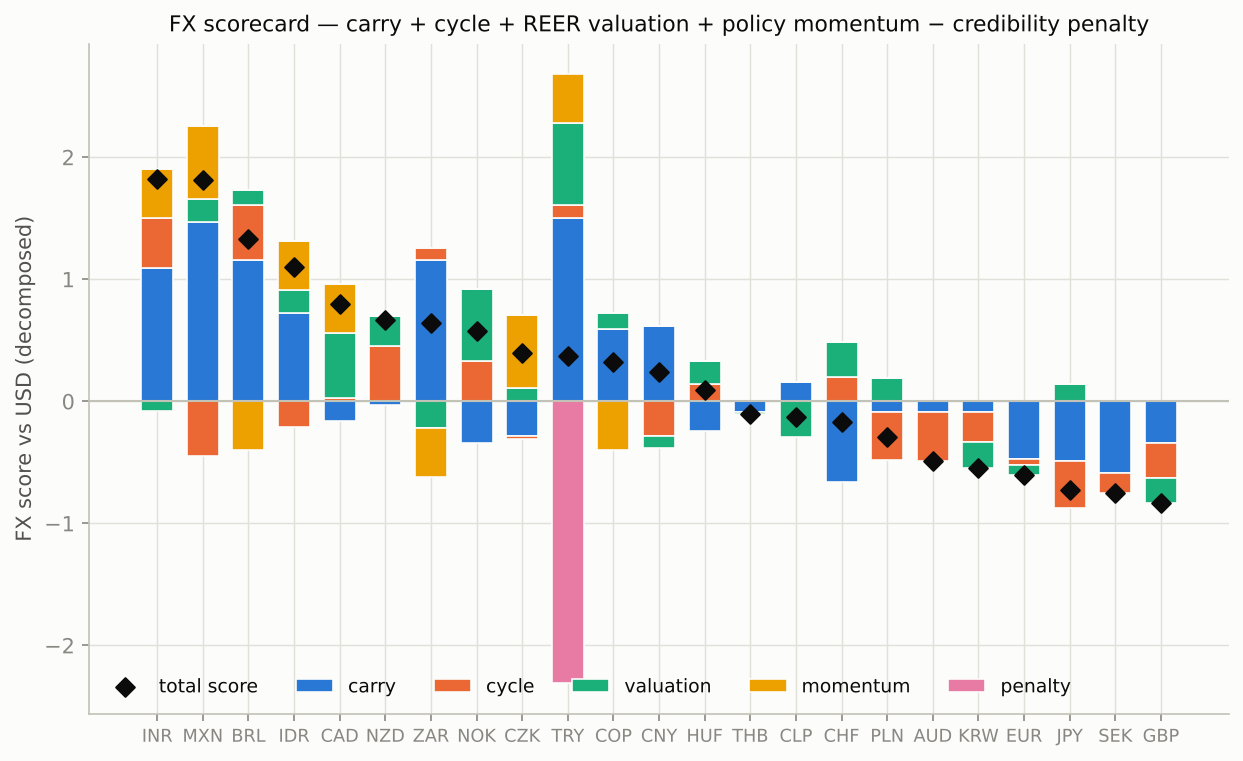 FX scorecard — carry + cycle + REER valuation + policy momentum − credibility penalty
FX score vs USD (decomposed)
2
1
0
−1
−2
total score carry cycle valuation momentum penalty
INR MXN BRL IDR CAD NZD ZAR NOK CZK TRY COP CNY HUF THB CLP CHF PLN AUD KRW EUR JPY SEK GBP